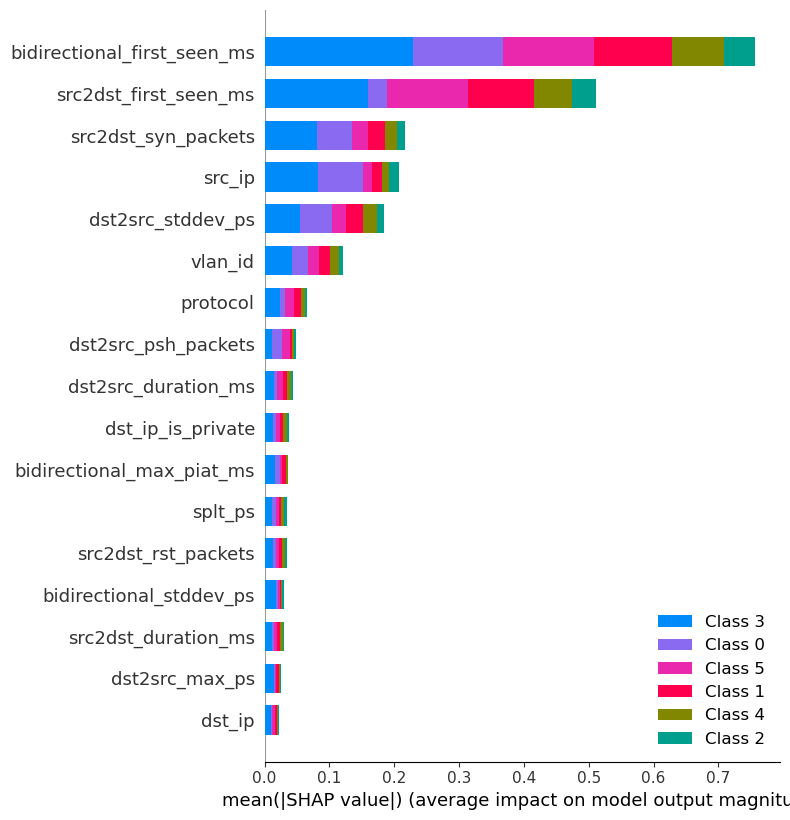 bidirectional_first_seen_ms
src2dst_first_seen_ms
src2dst_syn_packets
src_ip
dst2src_stddev_ps
vlan_id
protocol
dst2src_psh_packets
dst2src_duration_ms
dst_ip_is_private
bidirectional_max_piat_ms
splt_ps
src2dst_rst_packets
bidirectional_stddev_ps
src2dst_duration_ms
dst2src_max_ps
dst_ip
Class 3
Class 0
Class 5
Class 1
Class 4
Class 2
0.0 0.1 0.2 0.3 0.4 0.5 0.6 0.7
mean(|SHAP value|) (average impact on model output magnitu